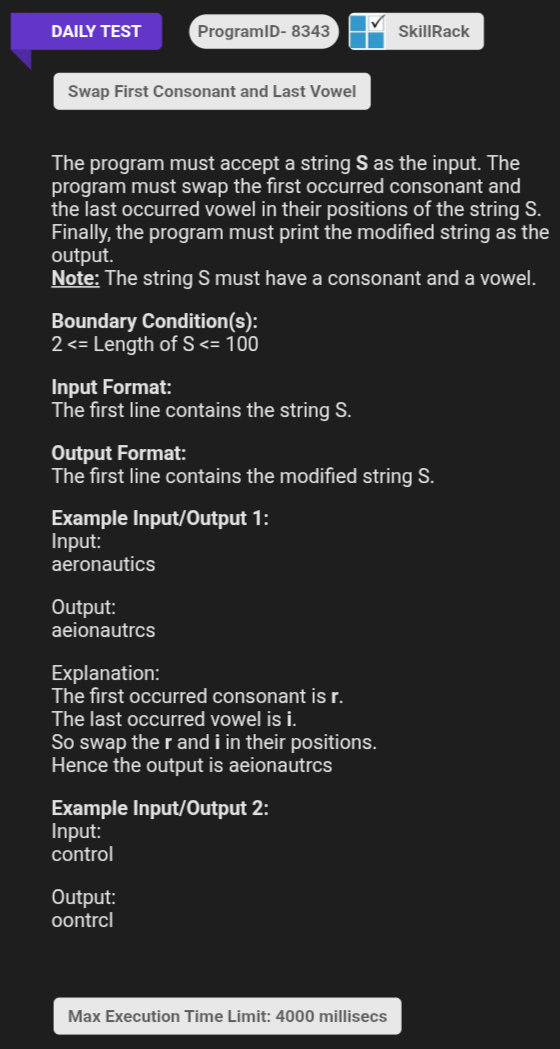 DAILY TEST
ProgramID- 8343
SkillRack
Swap First Consonant and Last Vowel
The program must accept a string S as the input. The
program must swap the first occurred consonant and
the last occurred vowel in their positions of the string S.
Finally, the program must print the modified string as the
output.
Note: The string S must have a consonant and a vowel.
Boundary Condition(s):
2 <= Length of S <= 100
Input Format:
The first line contains the string S.
Output Format:
The first line contains the modified string S.
Example Input/Output 1:
Input:
aeronautics
Output:
aeionautrcs
Explanation:
The first occurred consonant is r.
The last occurred vowel is i.
So swap the r and i in their positions.
Hence the output is aeionautrcs
Example Input/Output 2:
Input:
control
Output:
oontrcl
Max Execution Time Limit: 4000 millisecs